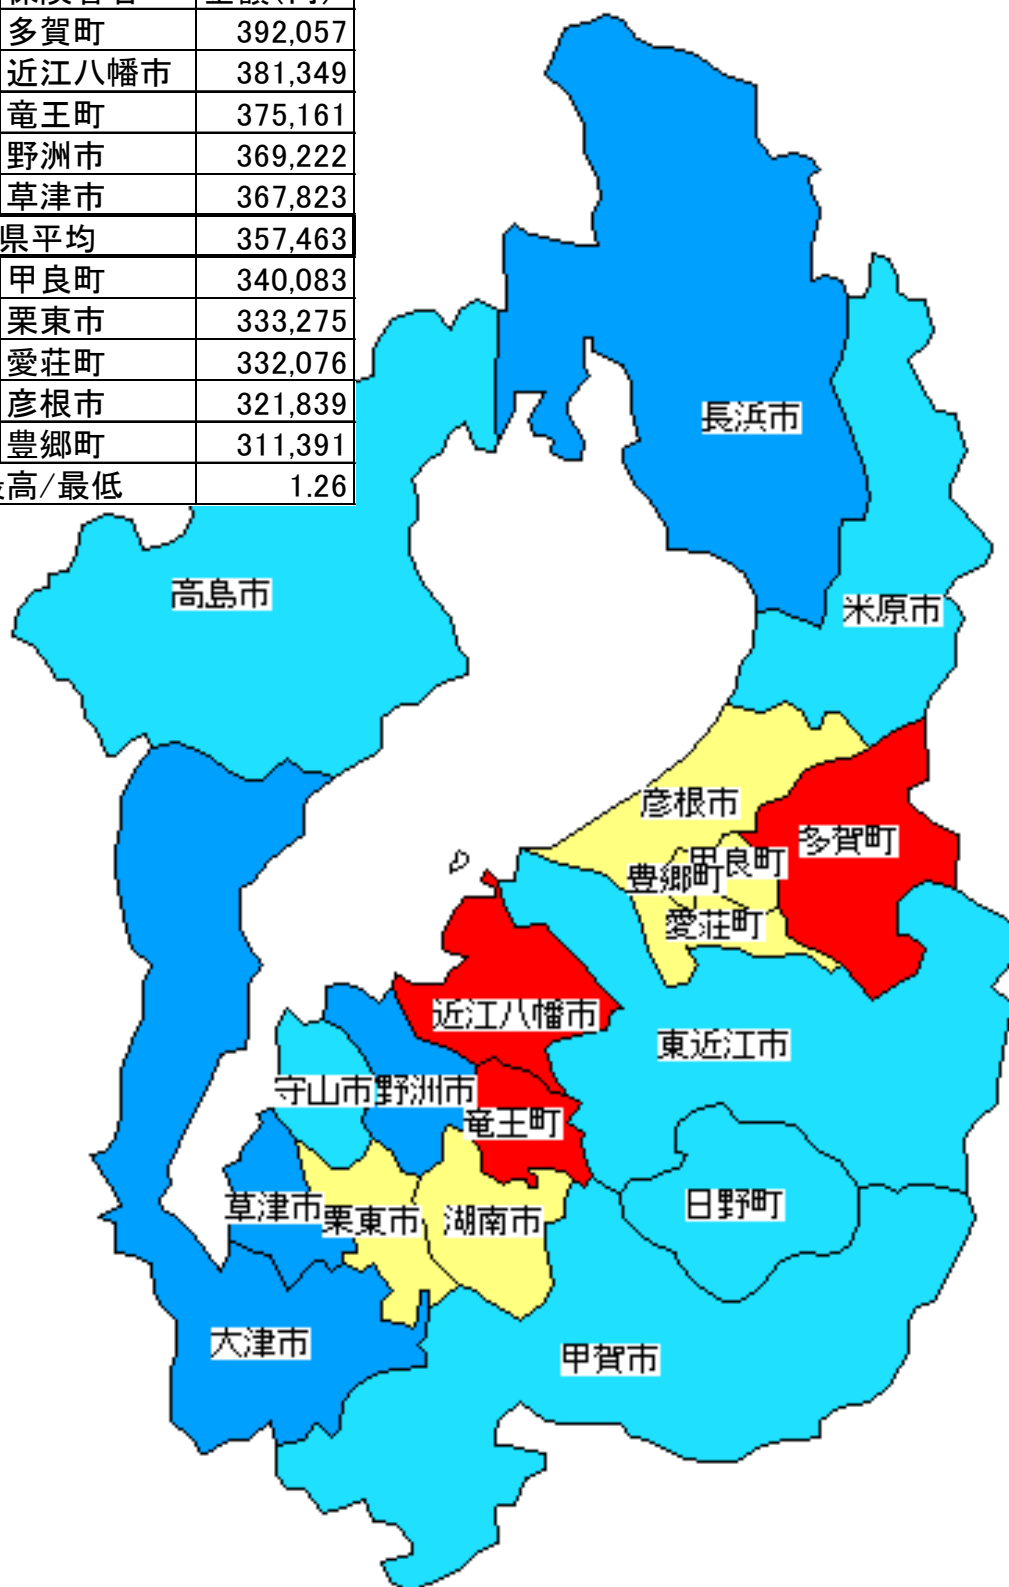 多賀町 392,057
近江八幡市 381,349
竜王町 375,161
野洲市 369,222
草津市 367,823
県平均 357,463
甲良町 340,083
栗東市 333,275
愛荘町 332,076
彦根市 321,839
豊郷町 311,391
高/最低 1.26
長浜市
高島市
米原市
彦根市
多賀町
甲良町
豊郷町
愛荘町
近江八幡市
東近江市
守山市
野洲市
竜王町
日野町
草津市
栗東市
湖南市
大津市
甲賀市